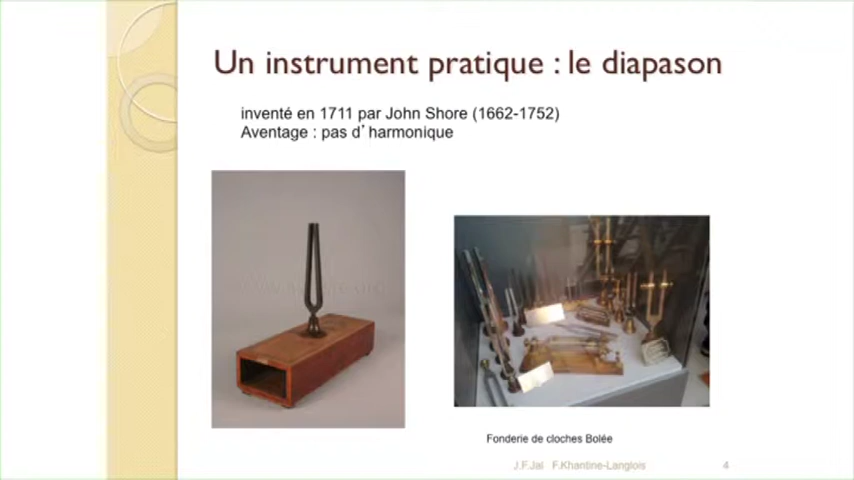 Un instrument pratique : le diapason
inventé en 1711 par John Shore (1662-1752)
Aventage : pas d'harmonique
Fonderie de cloches Bolée
J.F.Jal F.Khantine-Langlois
4